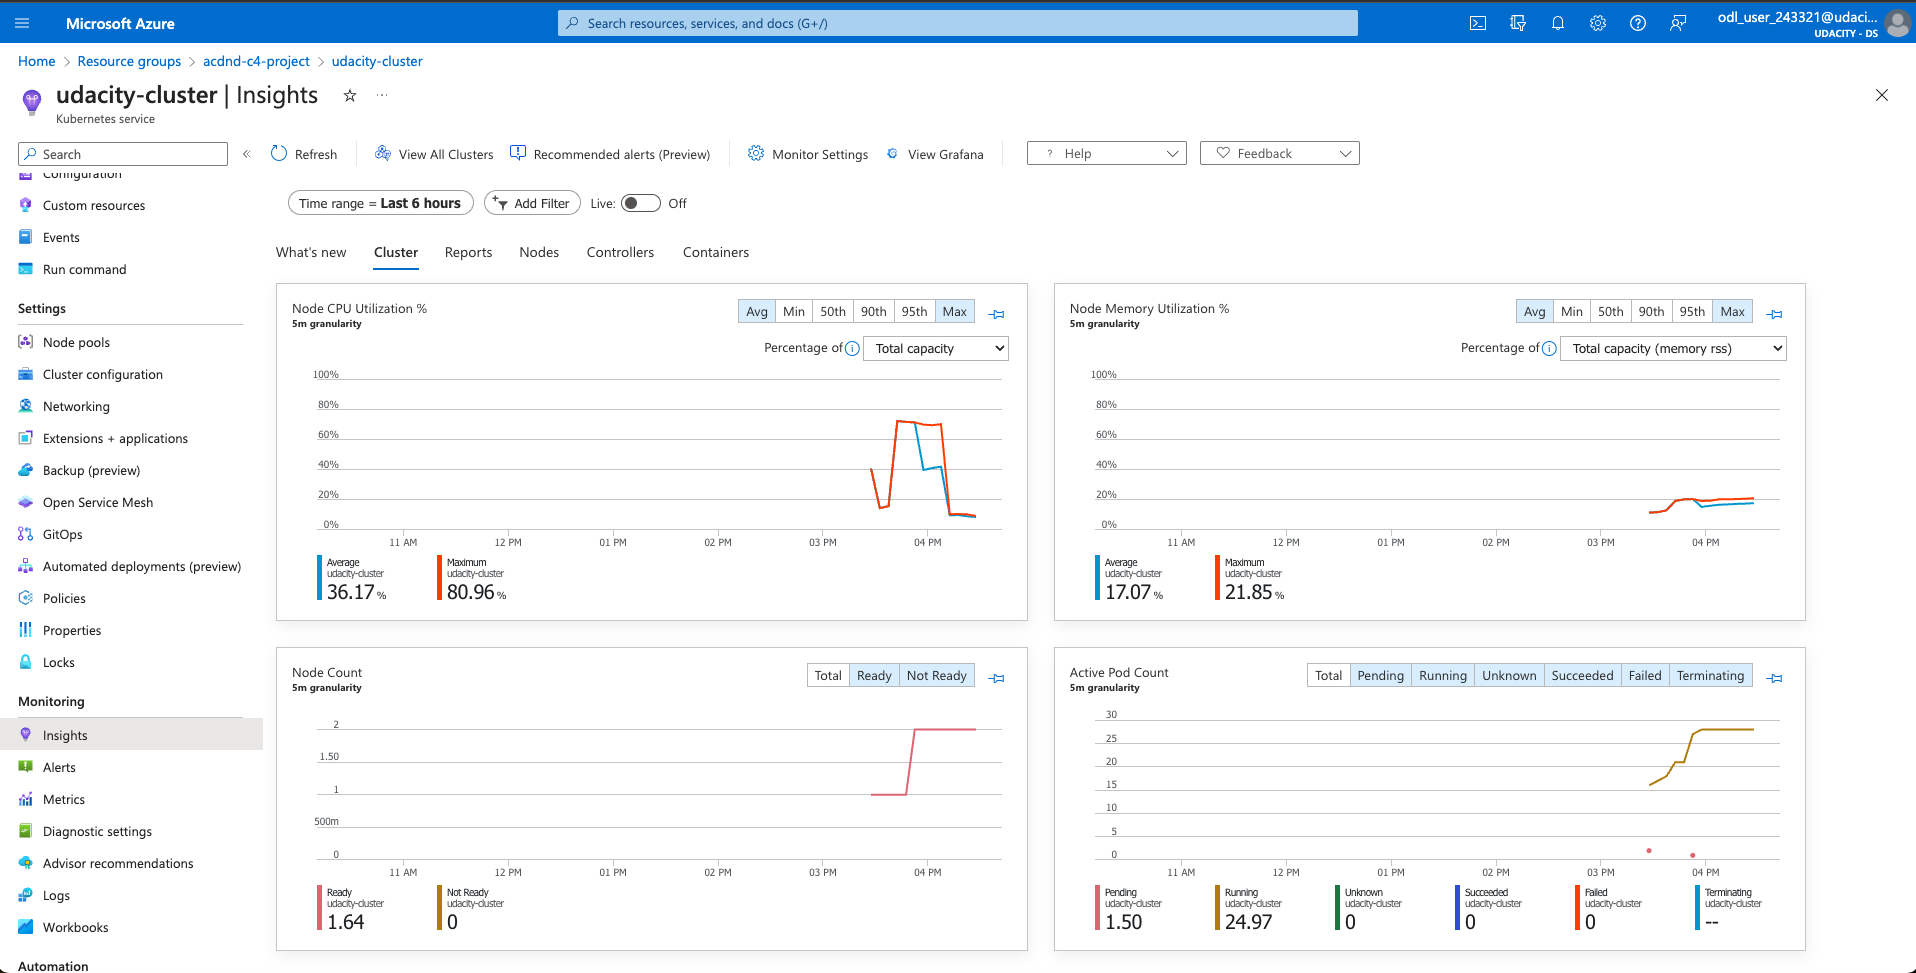 Microsoft Azure
Search resources, services, and docs (G+/)
odl_user_243321@udaci...
UDACITY - DS
Home > Resource groups > acdnd-c4-project > udacity-cluster
udacity-cluster | Insights
Kubernetes service
Search
Refresh
View All Clusters
Recommended alerts (Preview)
Monitor Settings
View Grafana
? Help
Feedback
Configuration
Custom resources
Events
Run command
Settings
Node pools
Cluster configuration
Networking
Extensions + applications
Backup (preview)
Open Service Mesh
GitOps
Automated deployments (preview)
Policies
Properties
Locks
Monitoring
Insights
Alerts
Metrics
Diagnostic settings
Advisor recommendations
Logs
Workbooks
Automation
Time range = Last 6 hours
Add Filter
Live:
Off
What's new
Cluster
Reports
Nodes
Controllers
Containers
Node CPU Utilization %
5m granularity
Avg Min 50th 90th 95th Max
Percentage of Total capacity
100%
80%
60%
40%
20%
0%
11 AM 12 PM 01 PM 02 PM 03 PM 04 PM
Average
udacity-cluster
36.17 %
Maximum
udacity-cluster
80.96 %
Node Memory Utilization %
5m granularity
Avg Min 50th 90th 95th Max
Percentage of Total capacity (memory rss)
100%
80%
60%
40%
20%
0%
11 AM 12 PM 01 PM 02 PM 03 PM 04 PM
Average
udacity-cluster
17.07 %
Maximum
udacity-cluster
21.85 %
Node Count
5m granularity
Total Ready Not Ready
2
1.50
1
500m
0
11 AM 12 PM 01 PM 02 PM 03 PM 04 PM
Ready
udacity-cluster
1.64
Not Ready
udacity-cluster
0
Active Pod Count
5m granularity
Total Pending Running Unknown Succeeded Failed Terminating
30
25
20
15
10
5
0
11 AM 12 PM 01 PM 02 PM 03 PM 04 PM
Pending
udacity-cluster
1.50
Running
udacity-cluster
24.97
Unknown
udacity-cluster
0
Succeeded
udacity-cluster
0
Failed
udacity-cluster
0
Terminating
udacity-cluster
--